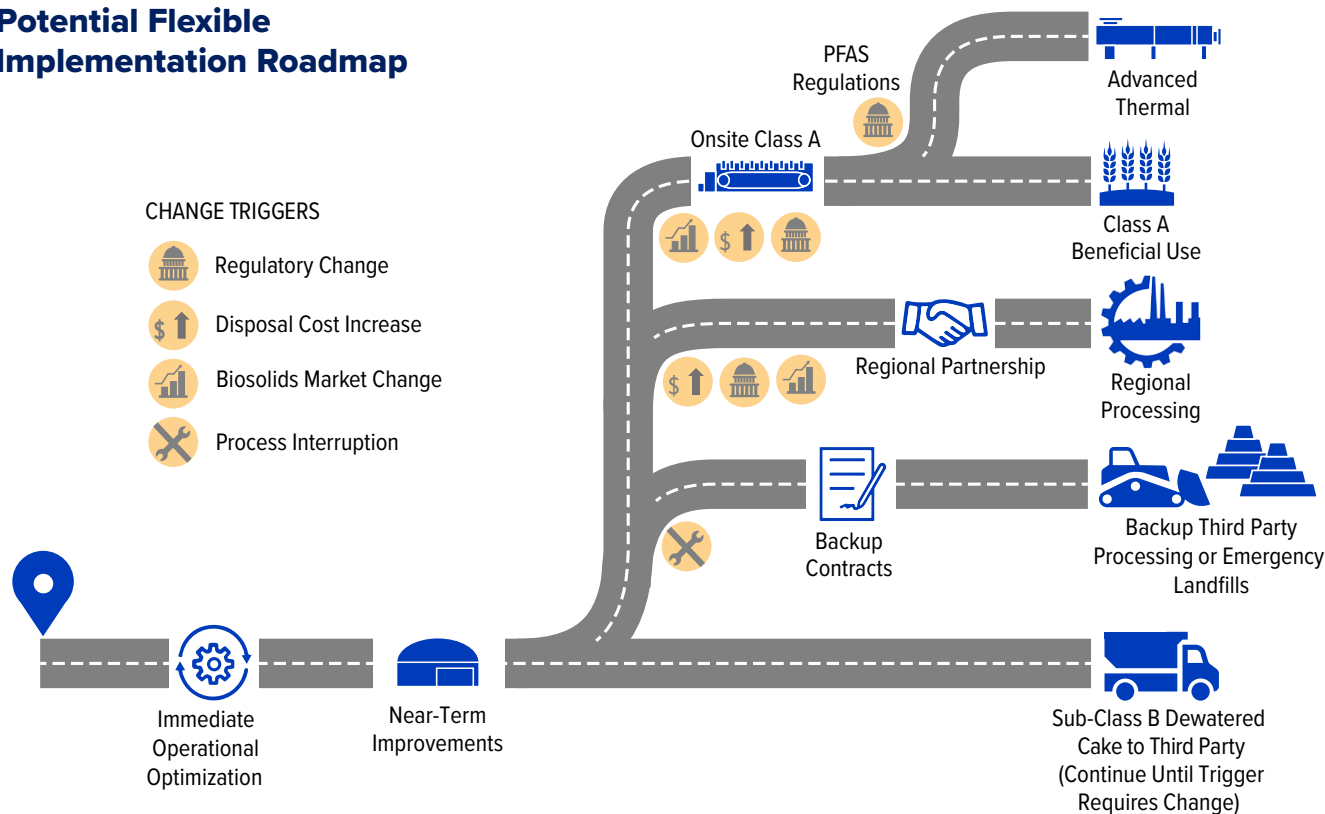 Potential Flexible
Implementation Roadmap
PFAS
Regulations
Advanced
Thermal
Onsite Class A
Class A
Beneficial Use
CHANGE TRIGGERS
Regulatory Change
$
Disposal Cost Increase
Biosolids Market Change
Process Interruption
$
Regional Partnership
Regional
Processing
$
Backup
Contracts
Backup Third Party
Processing or Emergency
Landfills
Immediate
Operational
Optimization
Near-Term
Improvements
Sub-Class B Dewatered
Cake to Third Party
(Continue Until Trigger
Requires Change)